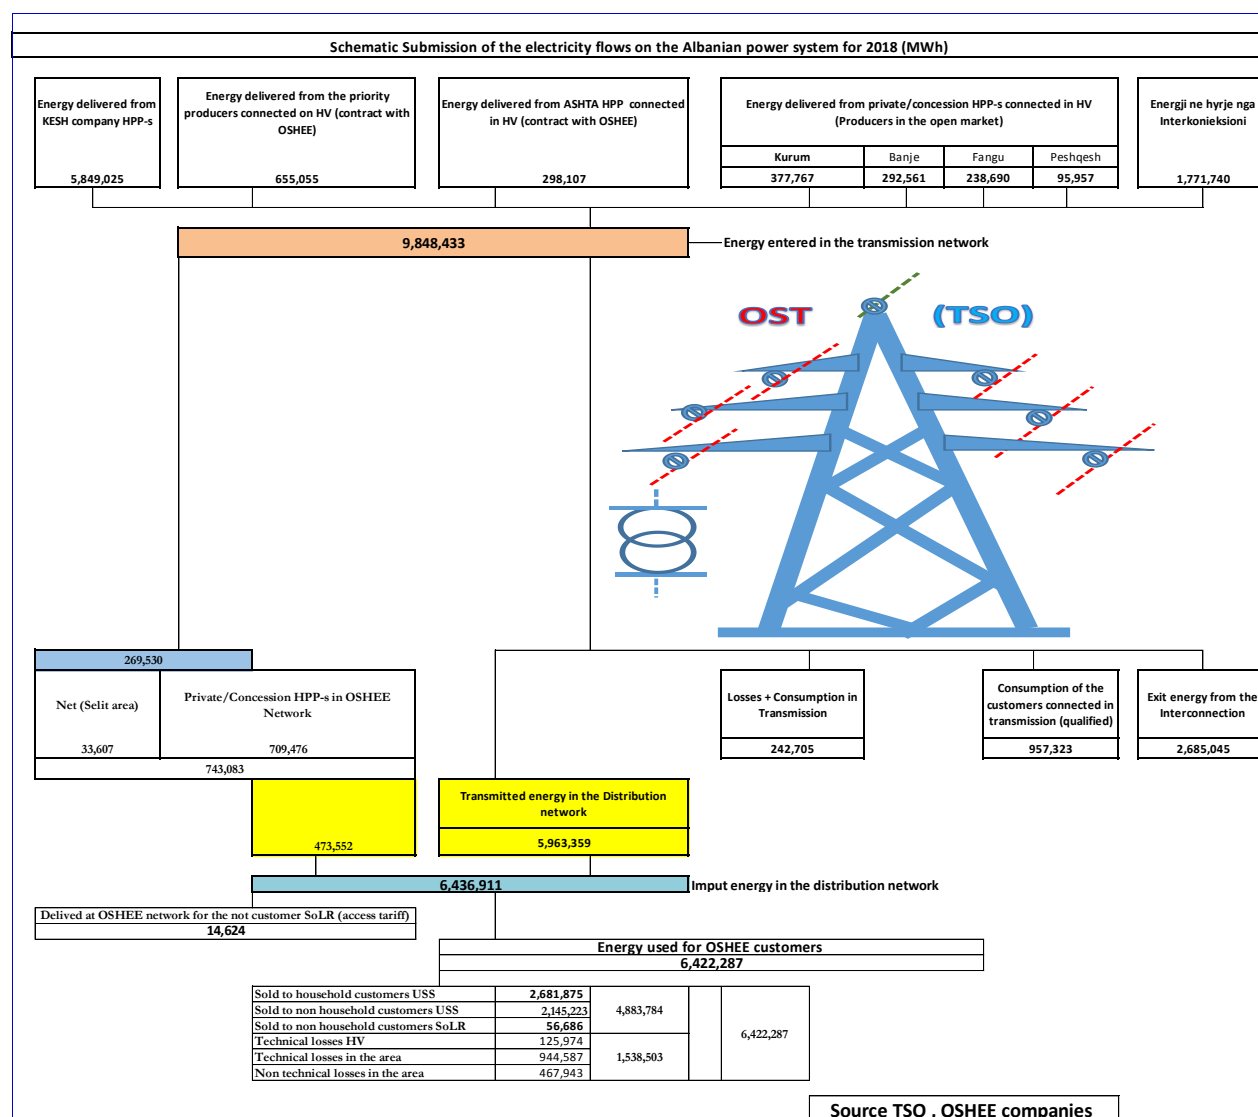 Schematic Submission of the electricity flows on the Albanian power system for 2018 (MWh)
Energy delivered from
KESH company HPP-s
5,849,025
Energy delivered from the priority
producers connected on HV (contract with
OSHEE)
655,055
Energy delivered from ASHTA HPP connected
in HV (contract with OSHEE)
298,107
Energy delivered from private/concession HPP-s connected in HV
(Producers in the open market)
Kurum Banje Fangu Peshqesh
377,767 292,561 238,690 95,957
Energji ne hyrje nga
Interkonieksioni
1,771,740
9,848,433
Energy entered in the transmission network
OST (TSO)
269,530
Net (Selit area)
33,607
Private/Concession HPP-s in OSHEE
Network
709,476
743,083
Losses + Consumption in
Transmission
242,705
Consumption of the
customers connected in
transmission (qualified)
957,323
Exit energy from the
Interconnection
2,685,045
473,552
Transmitted energy in the Distribution
network
5,963,359
6,436,911
Imput energy in the distribution network
Delived at OSHEE network for the not customer SoLR (access tariff)
14,624
Energy used for OSHEE customers
6,422,287
Sold to household customers USS 2,681,875
Sold to non household customers USS 2,145,223
Sold to non household customers SoLR 56,686
4,883,784
Technical losses HV 125,974
Technical losses in the area 944,587
Non technical losses in the area 467,943
1,538,503
6,422,287
Source TSO , OSHEE companies